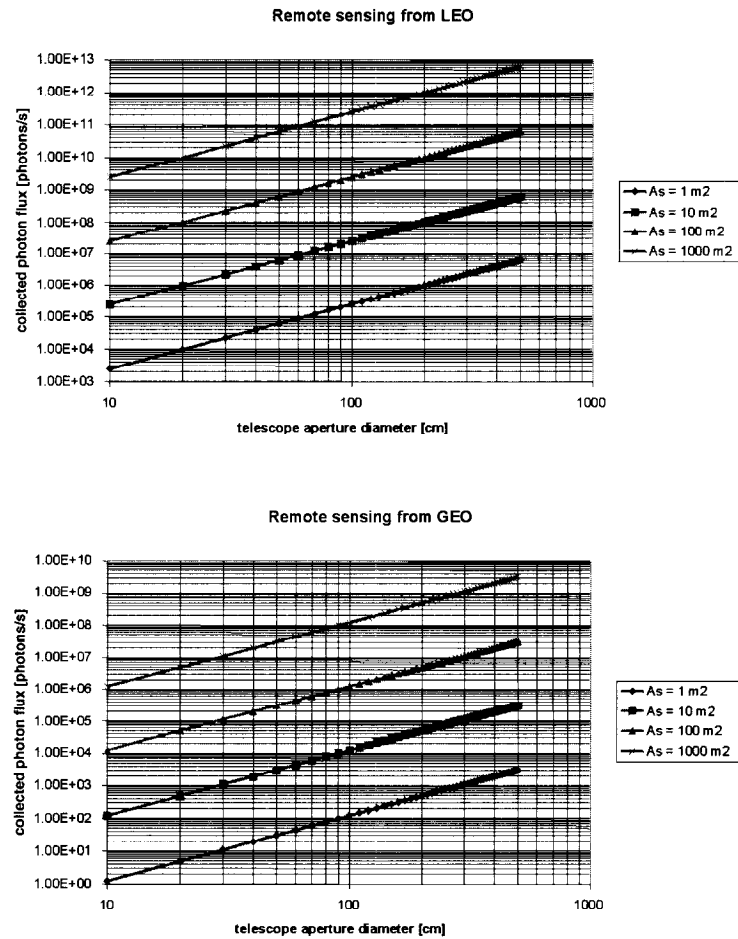 Remote sensing from LEO
collected photon flux [photons/s]
1.00E+13
1.00E+12
1.00E+11
1.00E+10
1.00E+09
1.00E+08
1.00E+07
1.00E+06
1.00E+05
1.00E+04
1.00E+03
10
100
1000
telescope aperture diameter [cm]
As = 1 m2
As = 10 m2
As = 100 m2
As = 1000 m2
Remote sensing from GEO
collected photon flux [photons/s]
1.00E+10
1.00E+09
1.00E+08
1.00E+07
1.00E+06
1.00E+05
1.00E+04
1.00E+03
1.00E+02
1.00E+01
1.00E+00
10
100
1000
telescope aperture diameter [cm]
As = 1 m2
As = 10 m2
As = 100 m2
As = 1000 m2